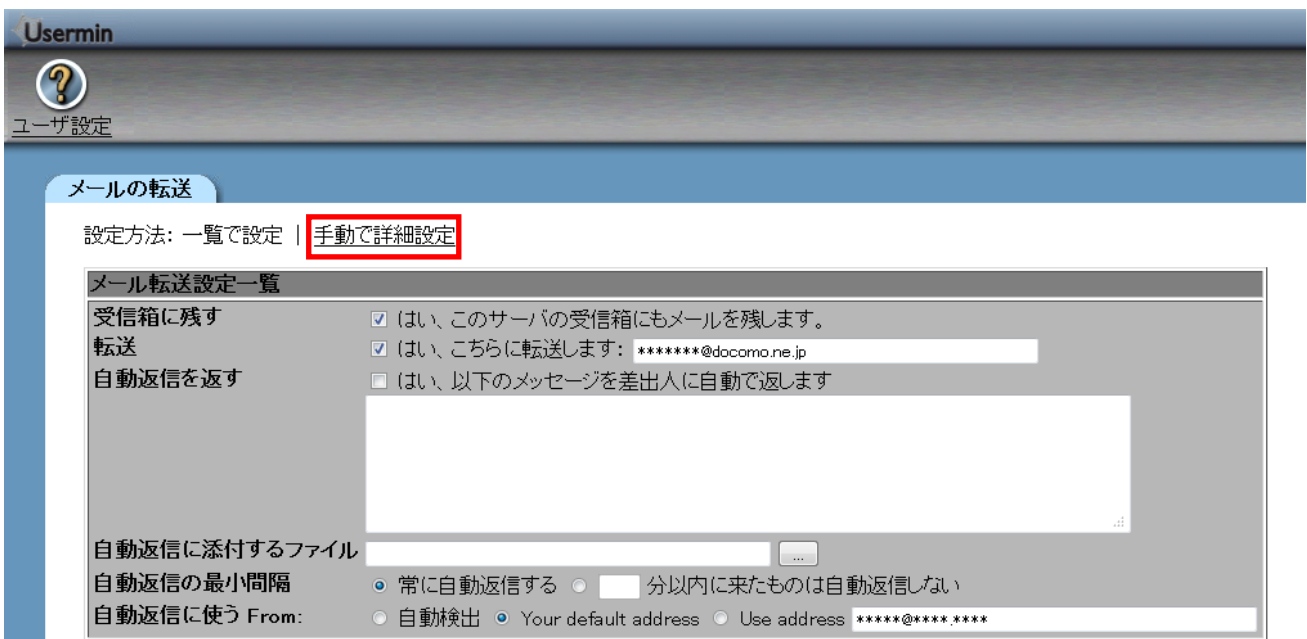 Usermin
ユーザ設定
メールの転送
設定方法: 一覧で設定 | 手動で詳細設定
メール転送設定一覧
受信箱に残す はい、このサーバの受信箱にもメールを残します。
転送 はい、こちらに転送します: *******@docomo.ne.jp
自動返信を返す はい、以下のメッセージを差出人に自動で返します
自動返信に添付するファイル ...
自動返信の最小間隔 常に自動返信する 分以内に来たものは自動返信しない
自動返信に使う From: 自動検出 Your default address Use address *****@****.****